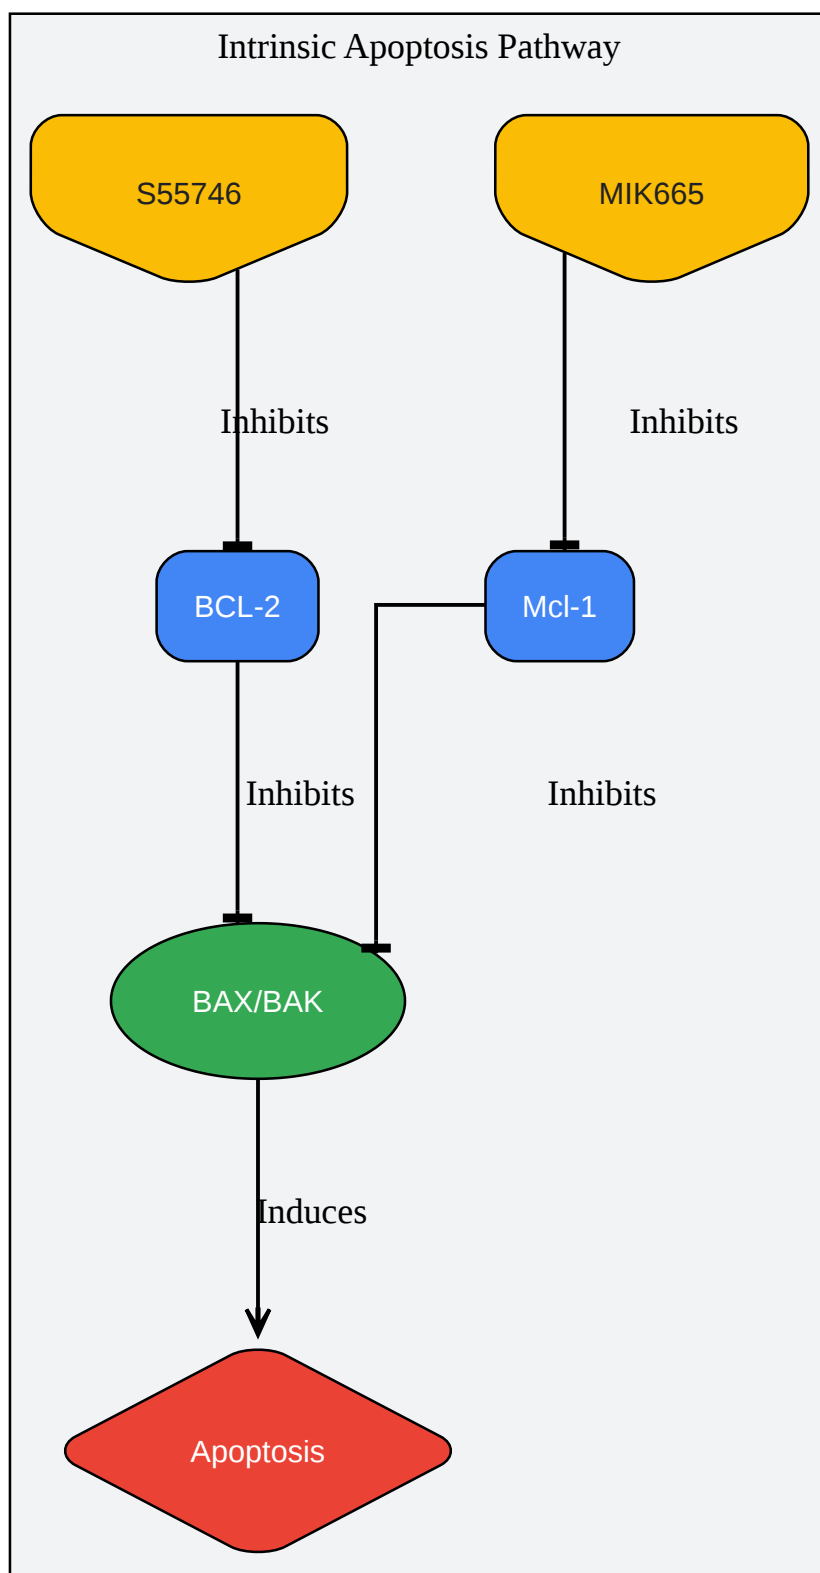 Intrinsic Apoptosis Pathway
S55746
MIK665
Inhibits
Inhibits
BCL-2
Mcl-1
Inhibits
Inhibits
BAX/BAK
Induces
Apoptosis